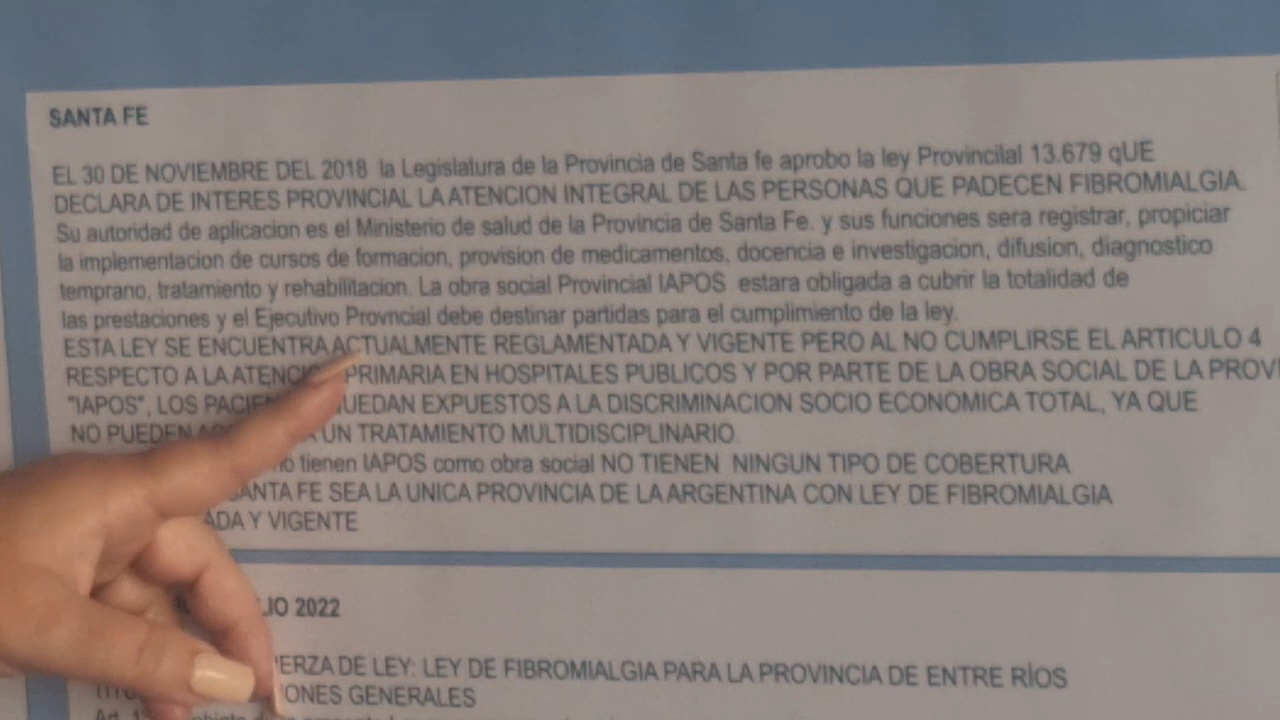 SANTA FE
EL 30 DE NOVIEMBRE DEL 2018 la Legislatura de la Provincia de Santa fe aprobo la ley Provincilal 13.679 qUE
DECLARA DE INTERES PROVINCIAL LA ATENCION INTEGRAL DE LAS PERSONAS QUE PADECEN FIBROMIALGIA.
Su autoridad de aplicacion es el Ministerio de salud de la Provincia de Santa Fe. y sus funciones sera registrar, propiciar
la implementacion de cursos de formacion, provision de medicamentos, docencia e investigacion, difusion, diagnostico
temprano, tratamiento y rehabilitacion. La obra social Provincial IAPOS estara obligada a cubrir la totalidad de
las prestaciones y el Ejecutivo Provncial debe destinar partidas para el cumplimiento de la ley.
ESTA LEY SE ENCUENTRA ACTUALMENTE REGLAMENTADA Y VIGENTE PERO AL NO CUMPLIRSE EL ARTICULO 4
RESPECTO A LA ATENCIO PRIMARIA EN HOSPITALES PUBLICOS Y POR PARTE DE LA OBRA SOCIAL DE LA PROVI
"IAPOS", LOS PACIEN UEDAN EXPUESTOS A LA DISCRIMINACION SOCIO ECONOMICA TOTAL, YA QUE
NO PUEDEN A UN TRATAMIENTO MULTIDISCIPLINARIO.
no tienen IAPOS como obra social NO TIENEN NINGUN TIPO DE COBERTURA
SANTA FE SEA LA UNICA PROVINCIA DE LA ARGENTINA CON LEY DE FIBROMIALGIA
ADA Y VIGENTE
LIO 2022
ERZA DE LEY: LEY DE FIBROMIALGIA PARA LA PROVINCIA DE ENTRE RÍOS
IONES GENERALES